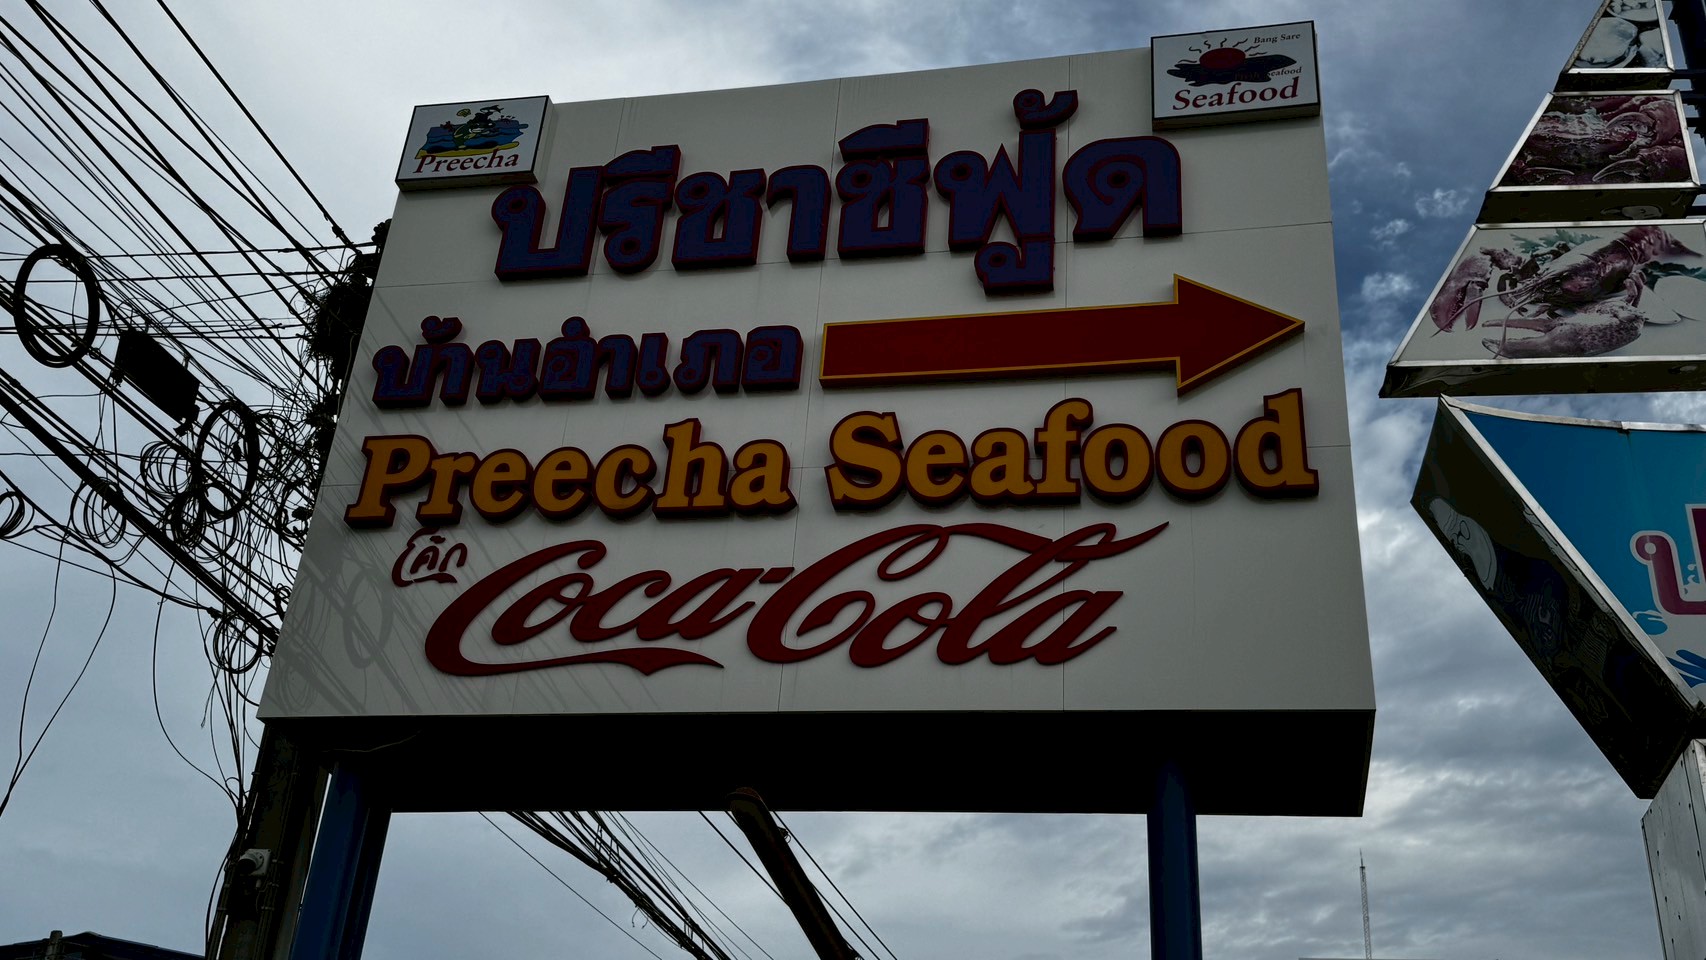 Preecha
Bang Sare
Seafood
ปรีชาซีฟู้ด
บ้านอำเภอ
Preecha Seafood
โค้ก
Coca-Cola
ป